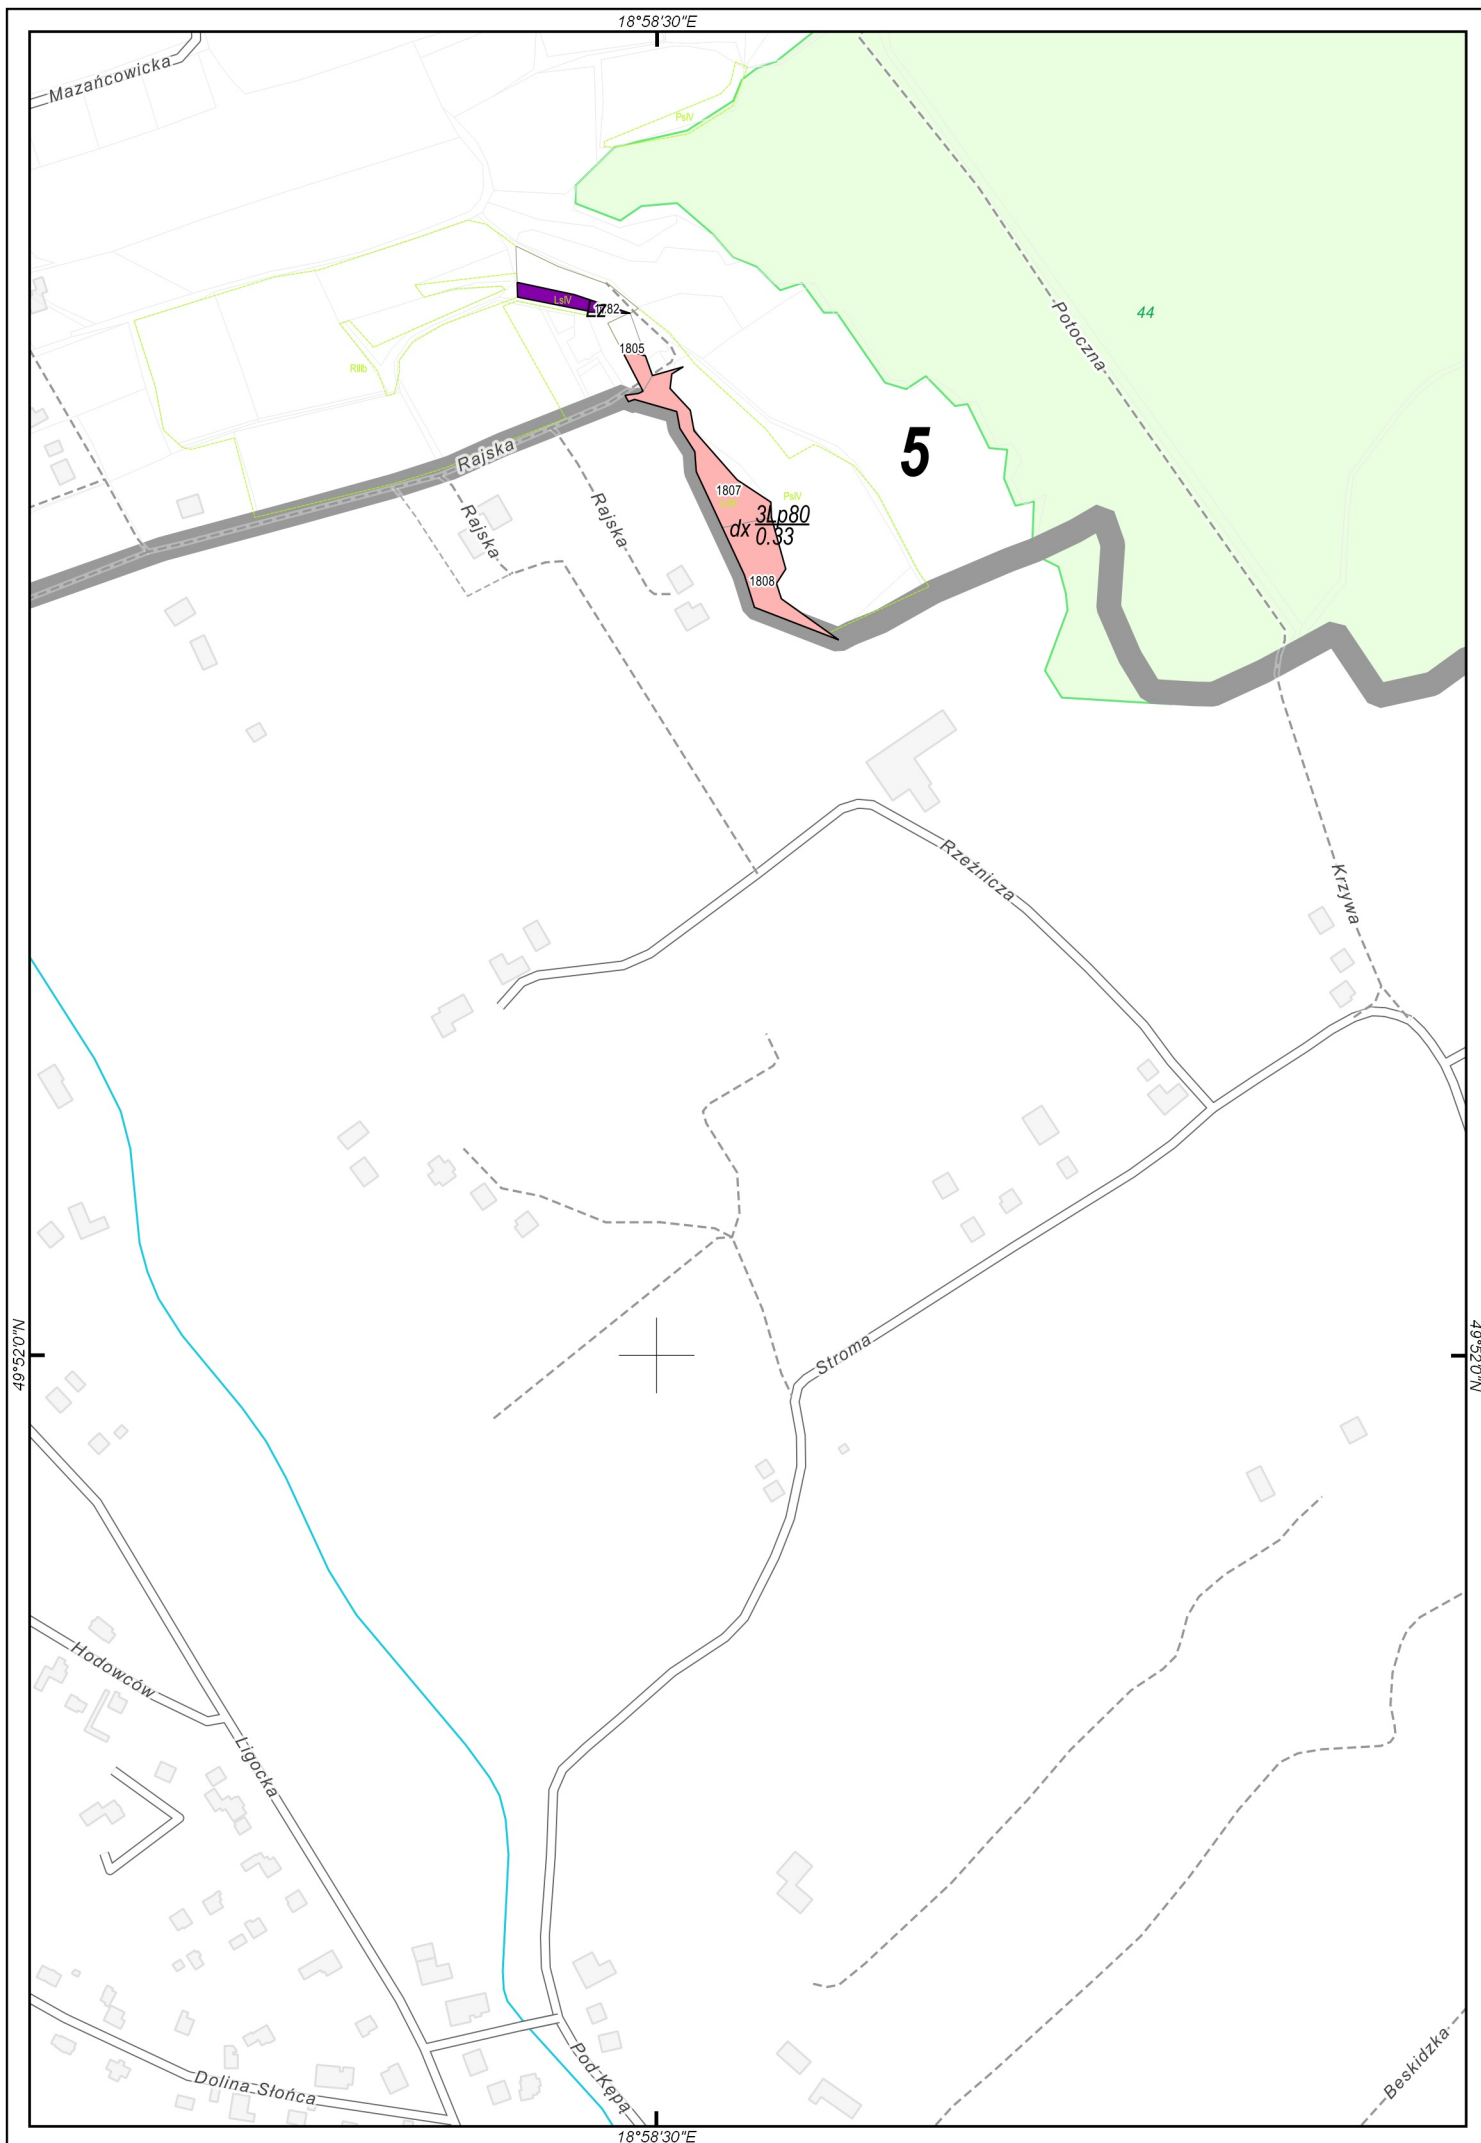 18°58'30"E
Mazańcowicka
PsIV
44
Potoczna
LsIV
Lz
1782
1805
RIIIb
5
Rajska
Rajska
Rajska
1807
PsIV
dx 3Lp80
0.33
1808
Rzeźnicza
Krzywa
49°52'0"N
49°52'0"N
Stroma
Hodowców
Ligocka
Dolina Słońca
Pod Kępą
Beskidzka
18°58'30"E